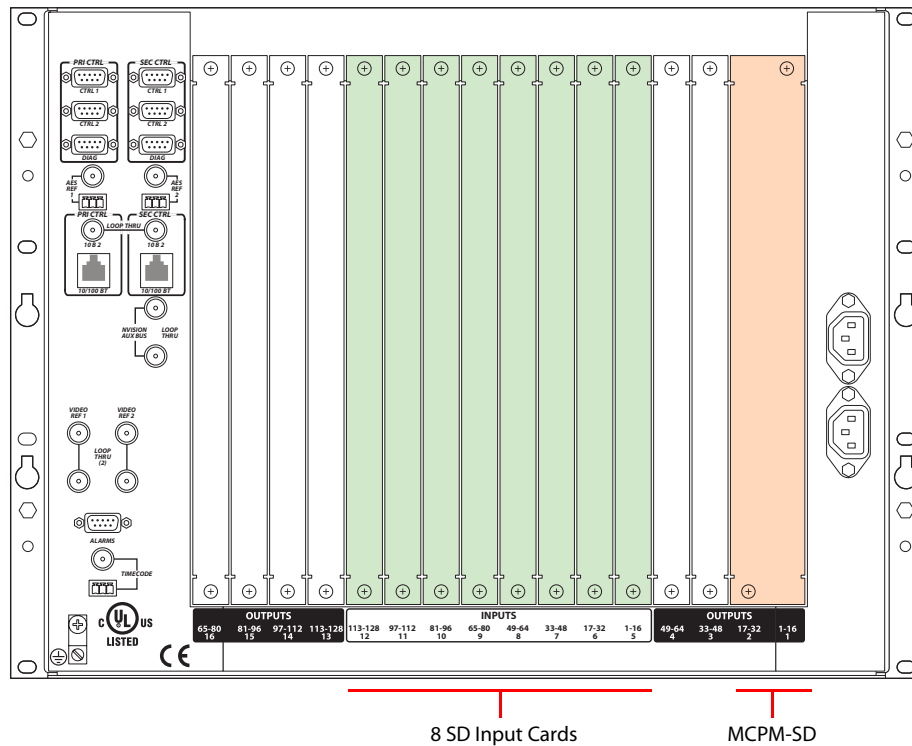 PRI CTRL SEC CTRL
CTRL 1 CTRL 1
CTRL 2 CTRL 2
DIAG DIAG
AES REF 1
AES REF 2
PRI CTRL SEC CTRL
LOOP THRU
10 B 2 10 B 2
10/100 BT 10/100 BT
NVISION AUX BUS
LOOP THRU
VIDEO REF 1
VIDEO REF 2
LOOP THRU (2)
ALARMS
TIMECODE
C UL US
LISTED
CE
OUTPUTS
65-80 81-96 97-112 113-128
16 15 14 13
INPUTS
113-128 97-112 81-96 65-80 49-64 33-48 17-32 1-16
12 11 10 9 8 7 6 5
OUTPUTS
49-64 33-48 17-32 1-16
4 3 2 1
8 SD Input Cards
MCPM-SD